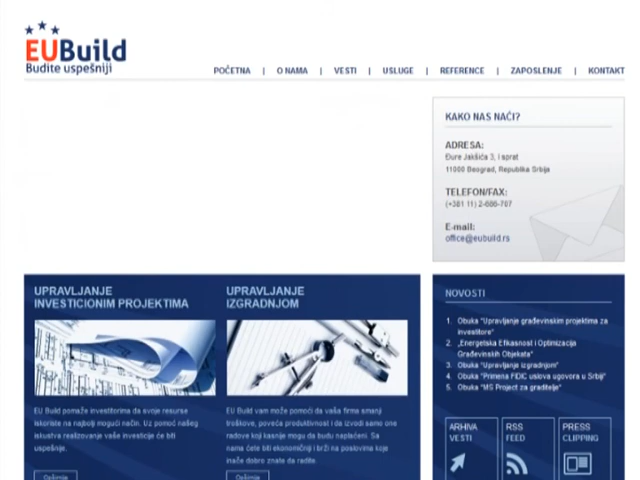 EUBuild
Budite uspešniji
POČETNA | O NAMA | VESTI | USLUGE | REFERENCE | ZAPOSLENJE | KONTAKT
KAKO NAS NAĆI?
ADRESA:
Đure Jakšića 3, I sprat
11000 Beograd, Republika Srbija
TELEFON/FAX:
(+381 11) 2-686-707
E-mail:
office@eubuild.rs
UPRAVLJANJE
INVESTICIONIM PROJEKTIMA
EU Build pomaže investitorima da svoje resurse
iskoriste na najbolji mogući način. Uz pomoć našeg
iskustva realizovanje vaše investicije će biti
uspešnije.
UPRAVLJANJE
IZGRADNJOM
EU Build vam može pomoći da vaša firma smanji
troškove, poveća produktivnost i da izvodi samo one
radove koji kasnije mogu da budu naplaćeni. Sa
nama ćete biti ekonomičniji i brži na poslovima koje
inače dobro znate da radite.
NOVOSTI
1. Obuka "Upravljanje građevinskim projektima za
investitore"
2. „Energetska Efikasnost i Optimizacija
Građevinskih Objekata"
3. Obuka "Upravljanje izgradnjom"
4. Obuka "Primena FIDIC uslova ugovora u Srbiji"
5. Obuka "MS Project za graditelje"
ARHIVA
VESTI
RSS
FEED
PRESS
CLIPPING